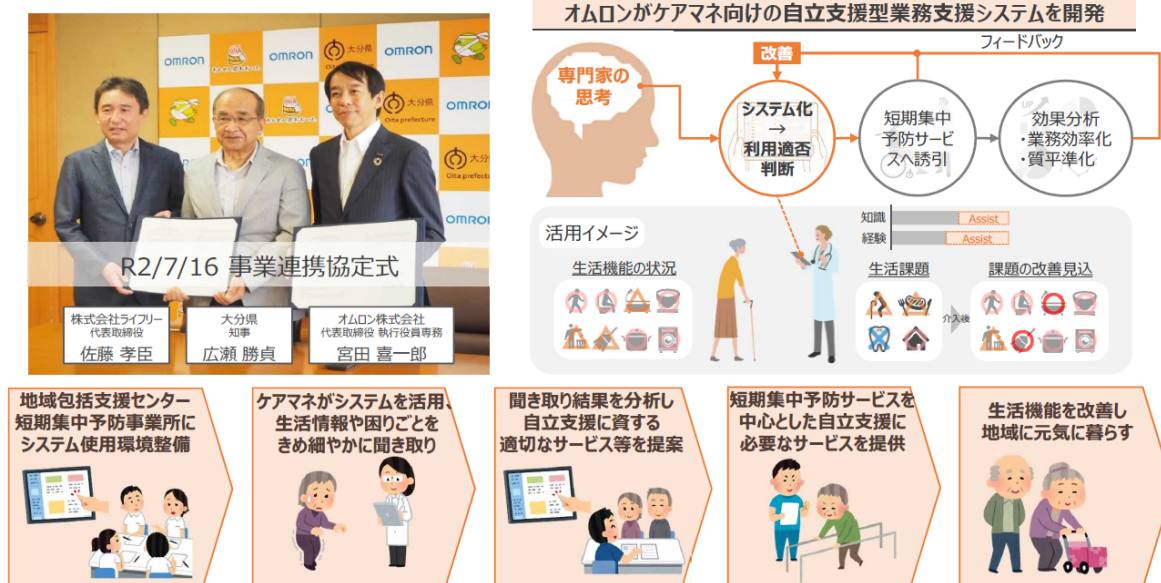 OMRON
大分県
OMRON
OMRON
大分県
Oita prefecture
OMRON
大分県
Oita prefecture
OMRON
R2/7/16 事業連携協定式
株式会社ライフリー
代表取締役
佐藤 孝臣
大分県
知事
広瀬 勝貞
オムロン株式会社
代表取締役 執行役員専務
宮田 喜一郎
オムロンがケアマネ向けの自立支援型業務支援システムを開発
フィードバック
改善
専門家の
思考
システム化
→
利用適否
判断
短期集中
予防サービ
スへ誘引
UP
効果分析
・業務効率化
・質平準化
活用イメージ
知識
Assist
経験
Assist
生活機能の状況
生活課題
介入後
課題の改善見込
地域包括支援センター
短期集中予防事業所に
システム使用環境整備
ケアマネがシステムを活用、
生活情報や困りごとを
きめ細やかに聞き取り
聞き取り結果を分析し
自立支援に資する
適切なサービス等を提案
短期集中予防サービスを
中心とした自立支援に
必要なサービスを提供
生活機能を改善し
地域に元気に暮らす